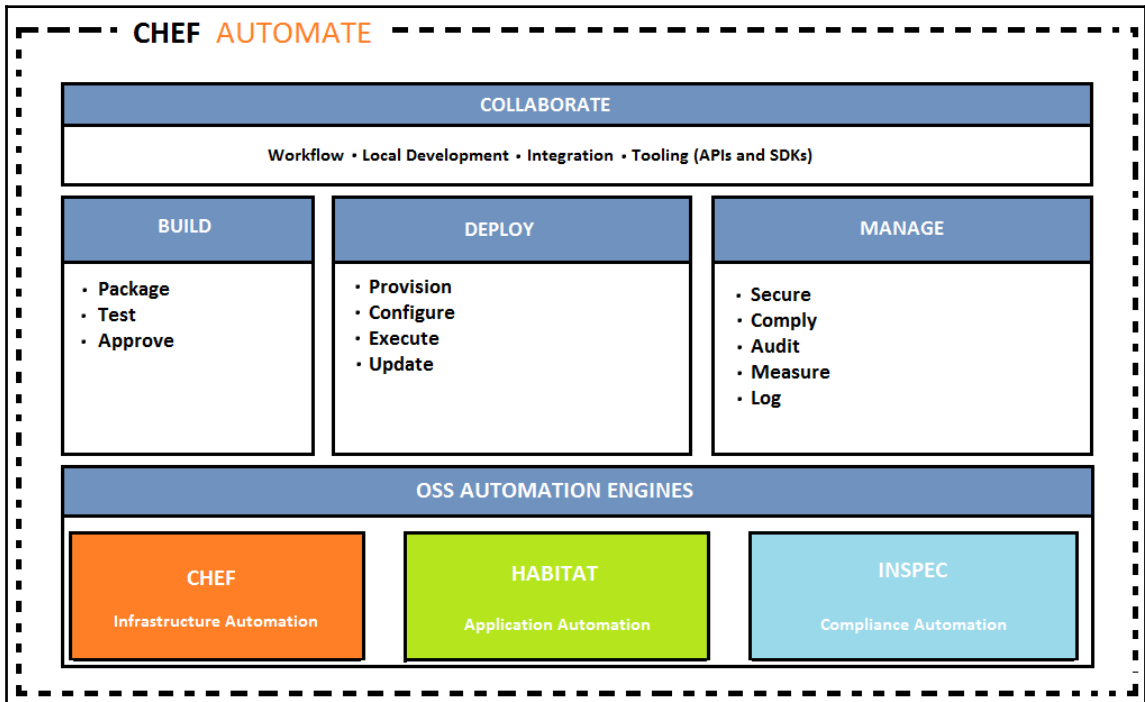 CHEF AUTOMATE
COLLABORATE
Workflow · Local Development · Integration · Tooling (APIs and SDKs)
BUILD
· Package
· Test
· Approve
DEPLOY
· Provision
· Configure
· Execute
· Update
MANAGE
· Secure
· Comply
· Audit
· Measure
· Log
OSS AUTOMATION ENGINES
CHEF
Infrastructure Automation
HABITAT
Application Automation
INSPEC
Compliance Automation